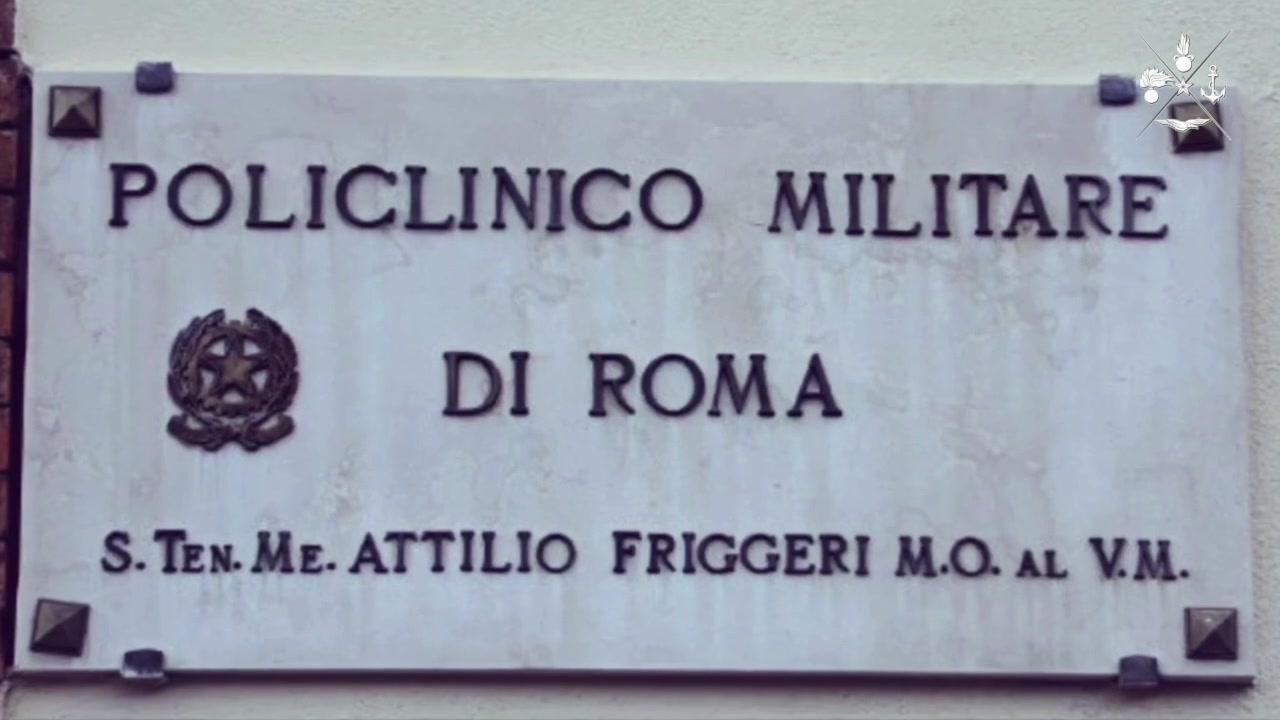 POLICLINICO MILITARE
DI ROMA
S. TEN. ME. ATTILIO FRIGGERI M.O. AL V.M.